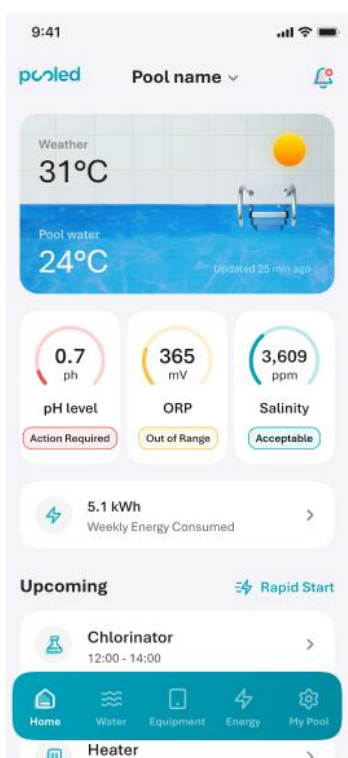 9:41
pooled
Pool name
Weather
31°C
Pool water
24°C
Updated 25 min ago
0.7
ph
365
mV
3,609
ppm
pH level
ORP
Salinity
Action Required
Out of Range
Acceptable
5.1 kWh
Weekly Energy Consumed
Upcoming
Rapid Start
Chlorinator
12:00 - 14:00
Home
Water
Equipment
Energy
My Pool
Heater